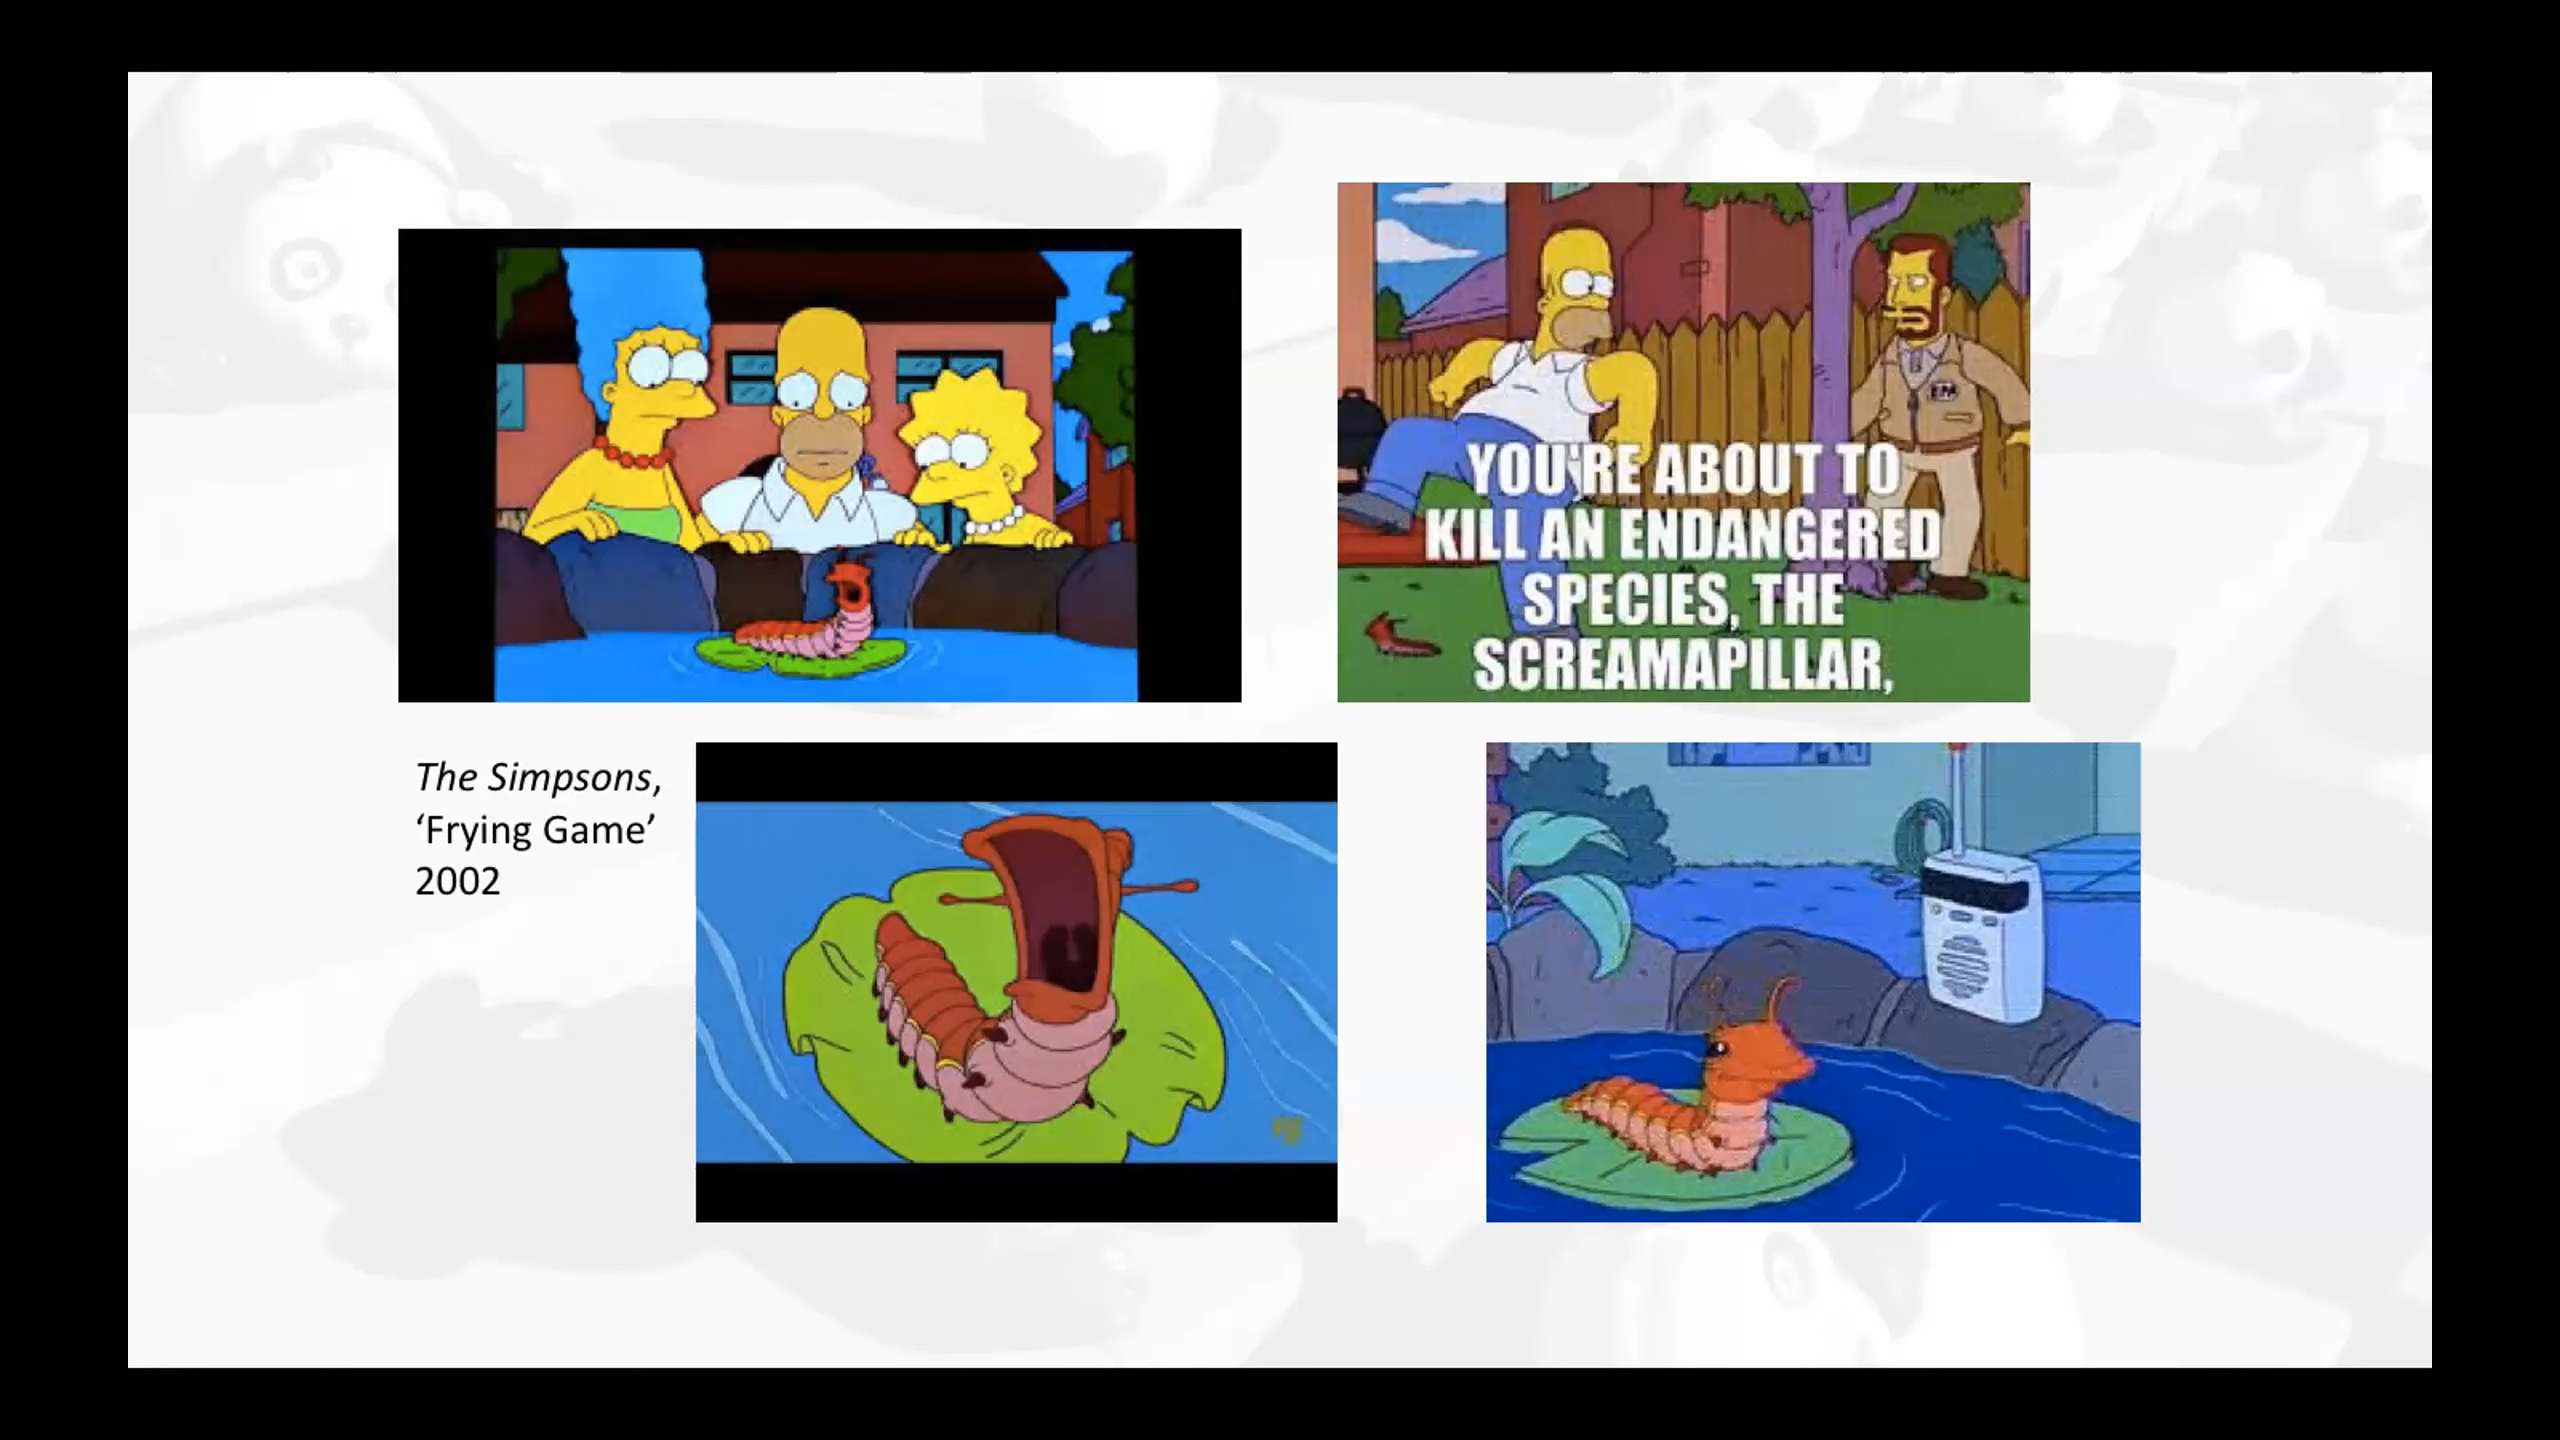 YOU'RE ABOUT TO
KILL AN ENDANGERED
SPECIES, THE
SCREAMAPILLAR,
The Simpsons,
‘Frying Game’
2002